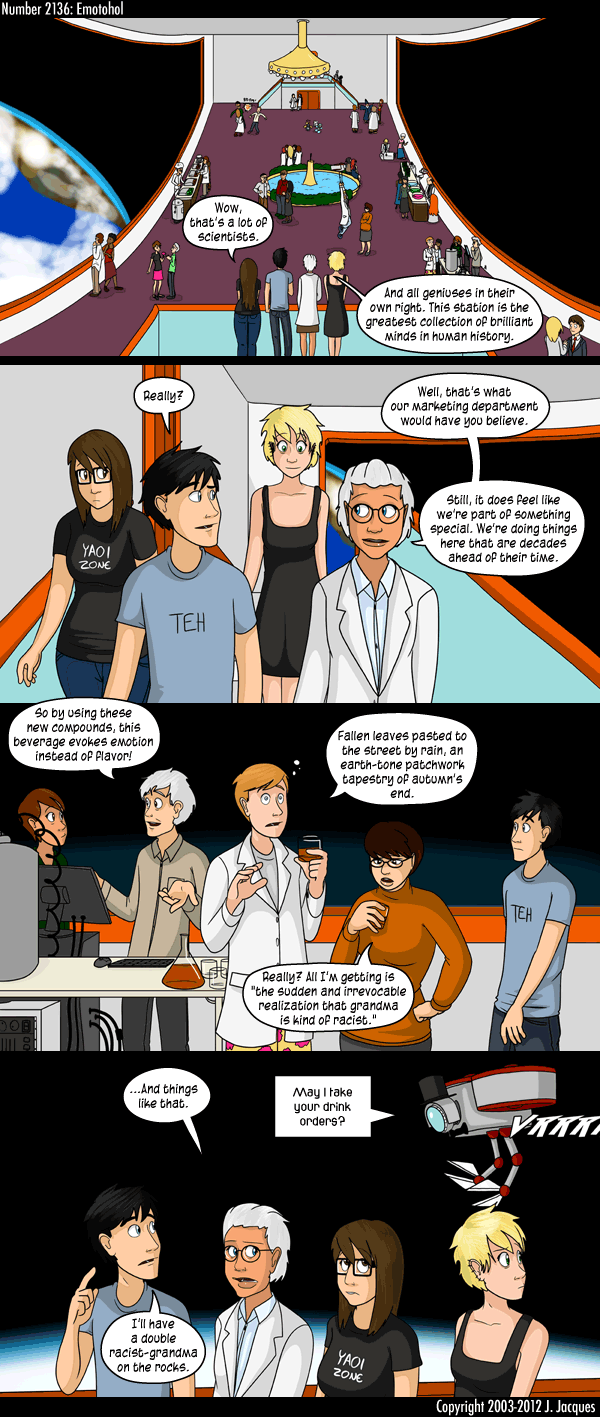 Number 2136: Emotohol
Wow,
that's a lot of
scientists.
And all geniuses in their
own right. This station is the
greatest collection of brilliant
minds in human history.
Really?
Well, that's what
our marketing department
would have you believe.
Still, it does feel like
we're part of something
special. We're doing things
here that are decades
ahead of their time.
YAOI
ZONE
TEH
So by using these
new compounds, this
beverage evokes emotion
instead of flavor!
Fallen leaves pasted to
the street by rain, an
earth-tone patchwork
tapestry of autumn's
end.
TEH
Really? All I'm getting is
"the sudden and irrevocable
realization that grandma
is kind of racist."
...And things
like that.
May I take
your drink
orders?
VRRRR
I'll have
a double
racist-grandma
on the rocks.
YAOI
ZONE
Copyright 2003-2012 J. Jacques